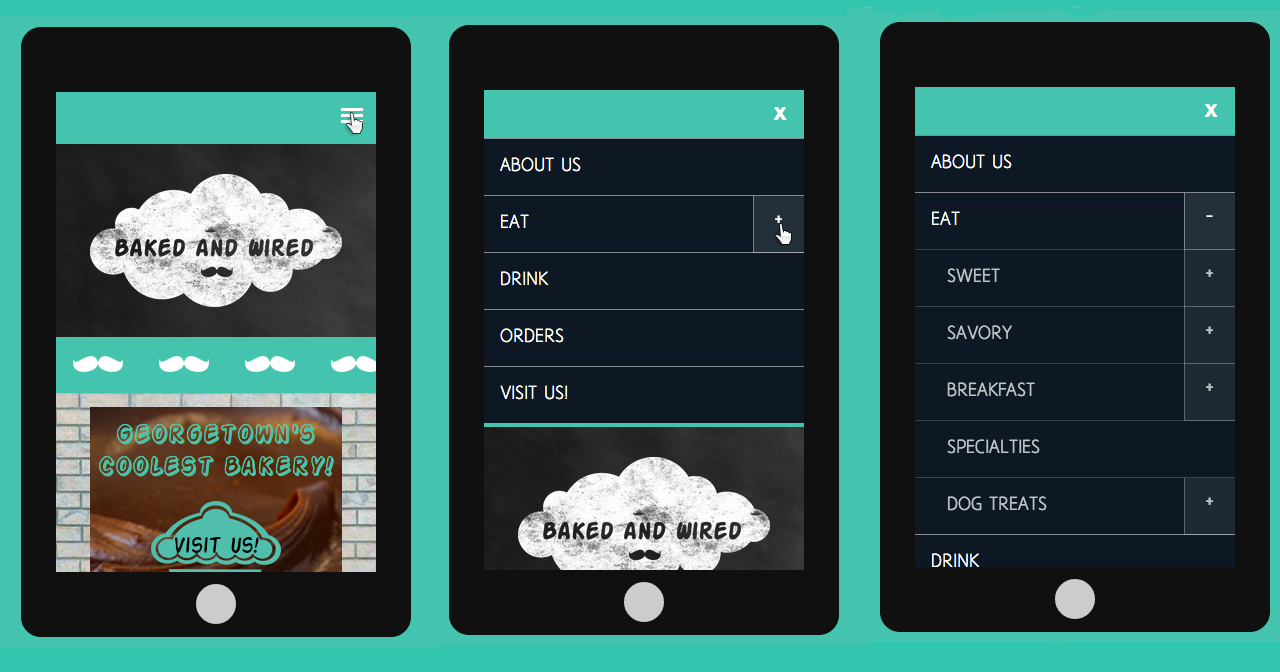 BAKED AND WIRED
GEORGETOWN'S
COOLEST BAKERY!
VISIT US!
X
ABOUT US
EAT +
DRINK
ORDERS
VISIT US!
BAKED AND WIRED
X
ABOUT US
EAT -
SWEET +
SAVORY +
BREAKFAST +
SPECIALTIES
DOG TREATS +
DRINK